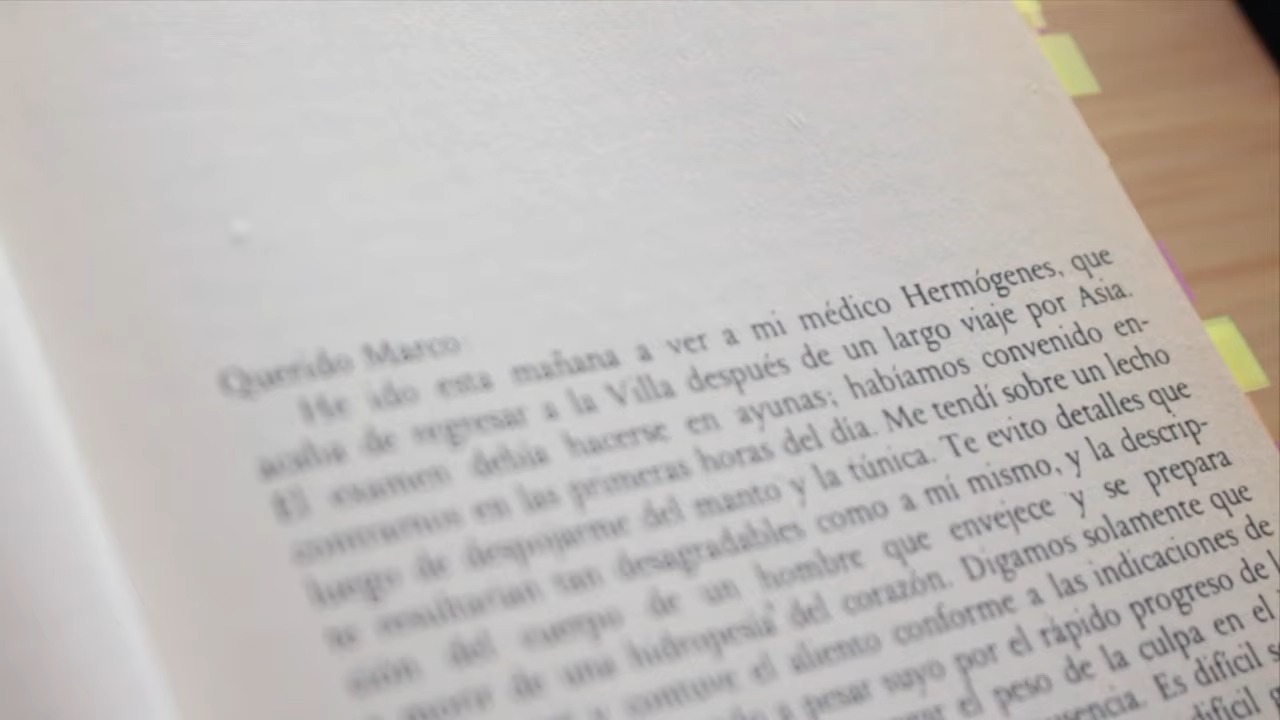 Querido Marco:
He ido esta mañana a ver a mi médico Hermógenes, que
acaba de regresar a la Villa después de un largo viaje por Asia.
El examen debía hacerse en ayunas; habíamos convenido en-
contrarnos en las primeras horas del día. Me tendí sobre un lecho
luego de despojarme del manto y la túnica. Te evito detalles que
te resultarían tan desagradables como a mí mismo, y la descrip-
ción del cuerpo de un hombre que envejece y se prepara
a morir de una hidropesía del corazón. Digamos solamente que
y contuve el aliento conforme a las indicaciones de
a pesar suyo por el rápido progreso de l
el peso de la culpa en el
Es difícil s
difícil